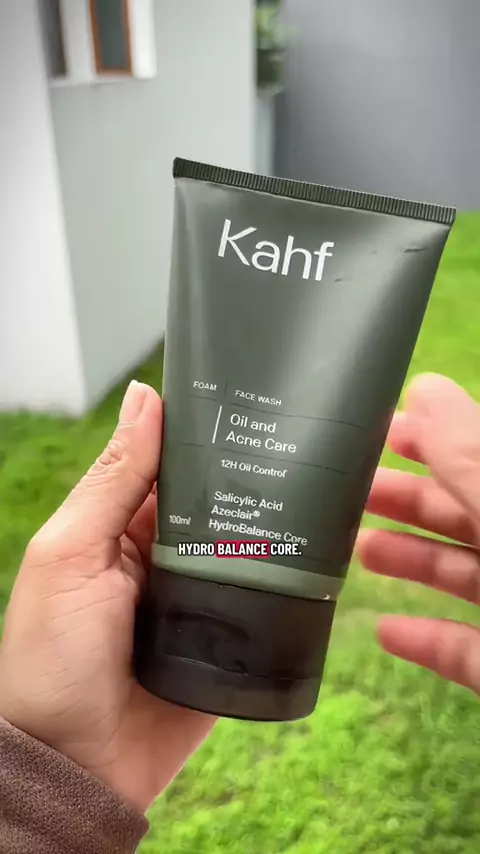 Kahf
FOAM FACE WASH
Oil and
Acne Care
12H Oil Control
Salicylic Acid
Azeclair®
100ml HydroBalance Core
HYDRO BALANCE CORE.